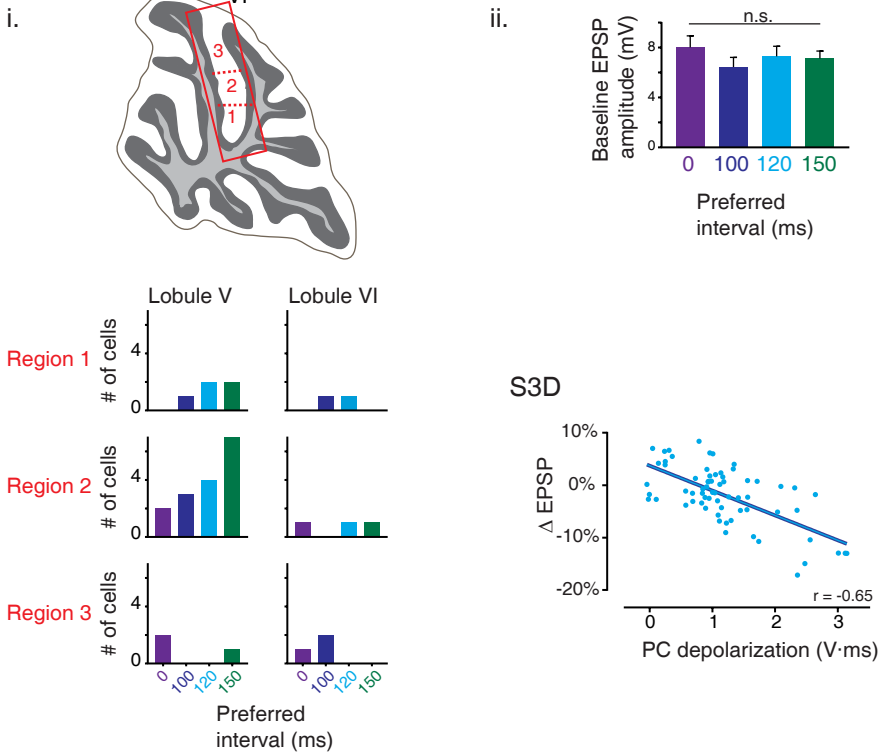 i.
VI
3
2
1
ii.
n.s.
Baseline EPSP
amplitude (mV)
8
4
0
0 100 120 150
Preferred
interval (ms)
Lobule V Lobule VI
Region 1
# of cells
4
0
Region 2
# of cells
4
0
Region 3
# of cells
4
0
0 100 120 150
0 100 120 150
Preferred
interval (ms)
S3D
Δ EPSP
10%
0%
-10%
-20%
r = -0.65
0 1 2 3
PC depolarization (V·ms)